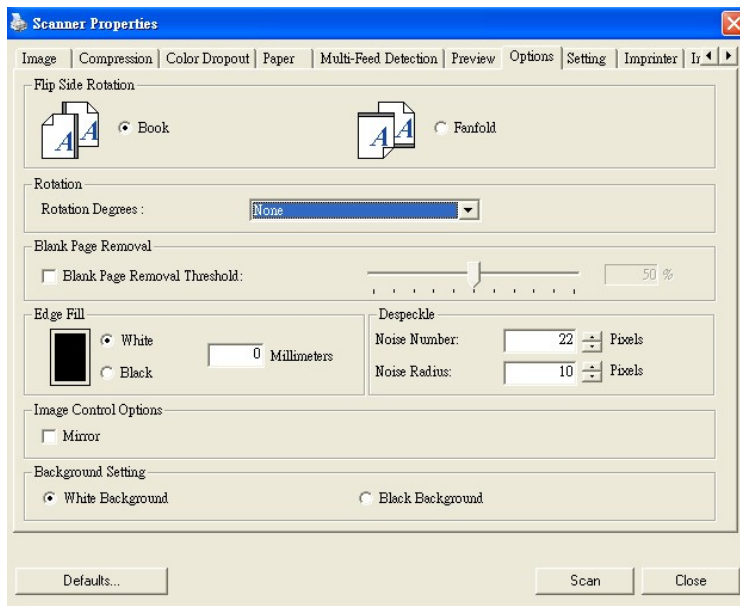 Scanner Properties
Image Compression Color Dropout Paper Multi-Feed Detection Preview Options Setting Imprinter
Flip Side Rotation
A A Book A A Fanfold
Rotation
Rotation Degrees : None
Blank Page Removal
Blank Page Removal Threshold: 50 %
Edge Fill
White
0 Millimeters
Black
Despeckle
Noise Number: 22 Pixels
Noise Radius: 10 Pixels
Image Control Options
Mirror
Background Setting
White Background Black Background
Defaults... Scan Close